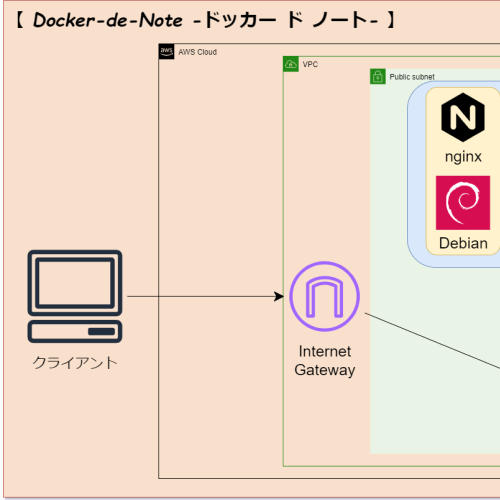 【 Docker-de-Note -ドッカー ド ノート- 】
aws AWS Cloud
VPC
Public subnet
N
nginx
Debian
クライアント
Internet
Gateway